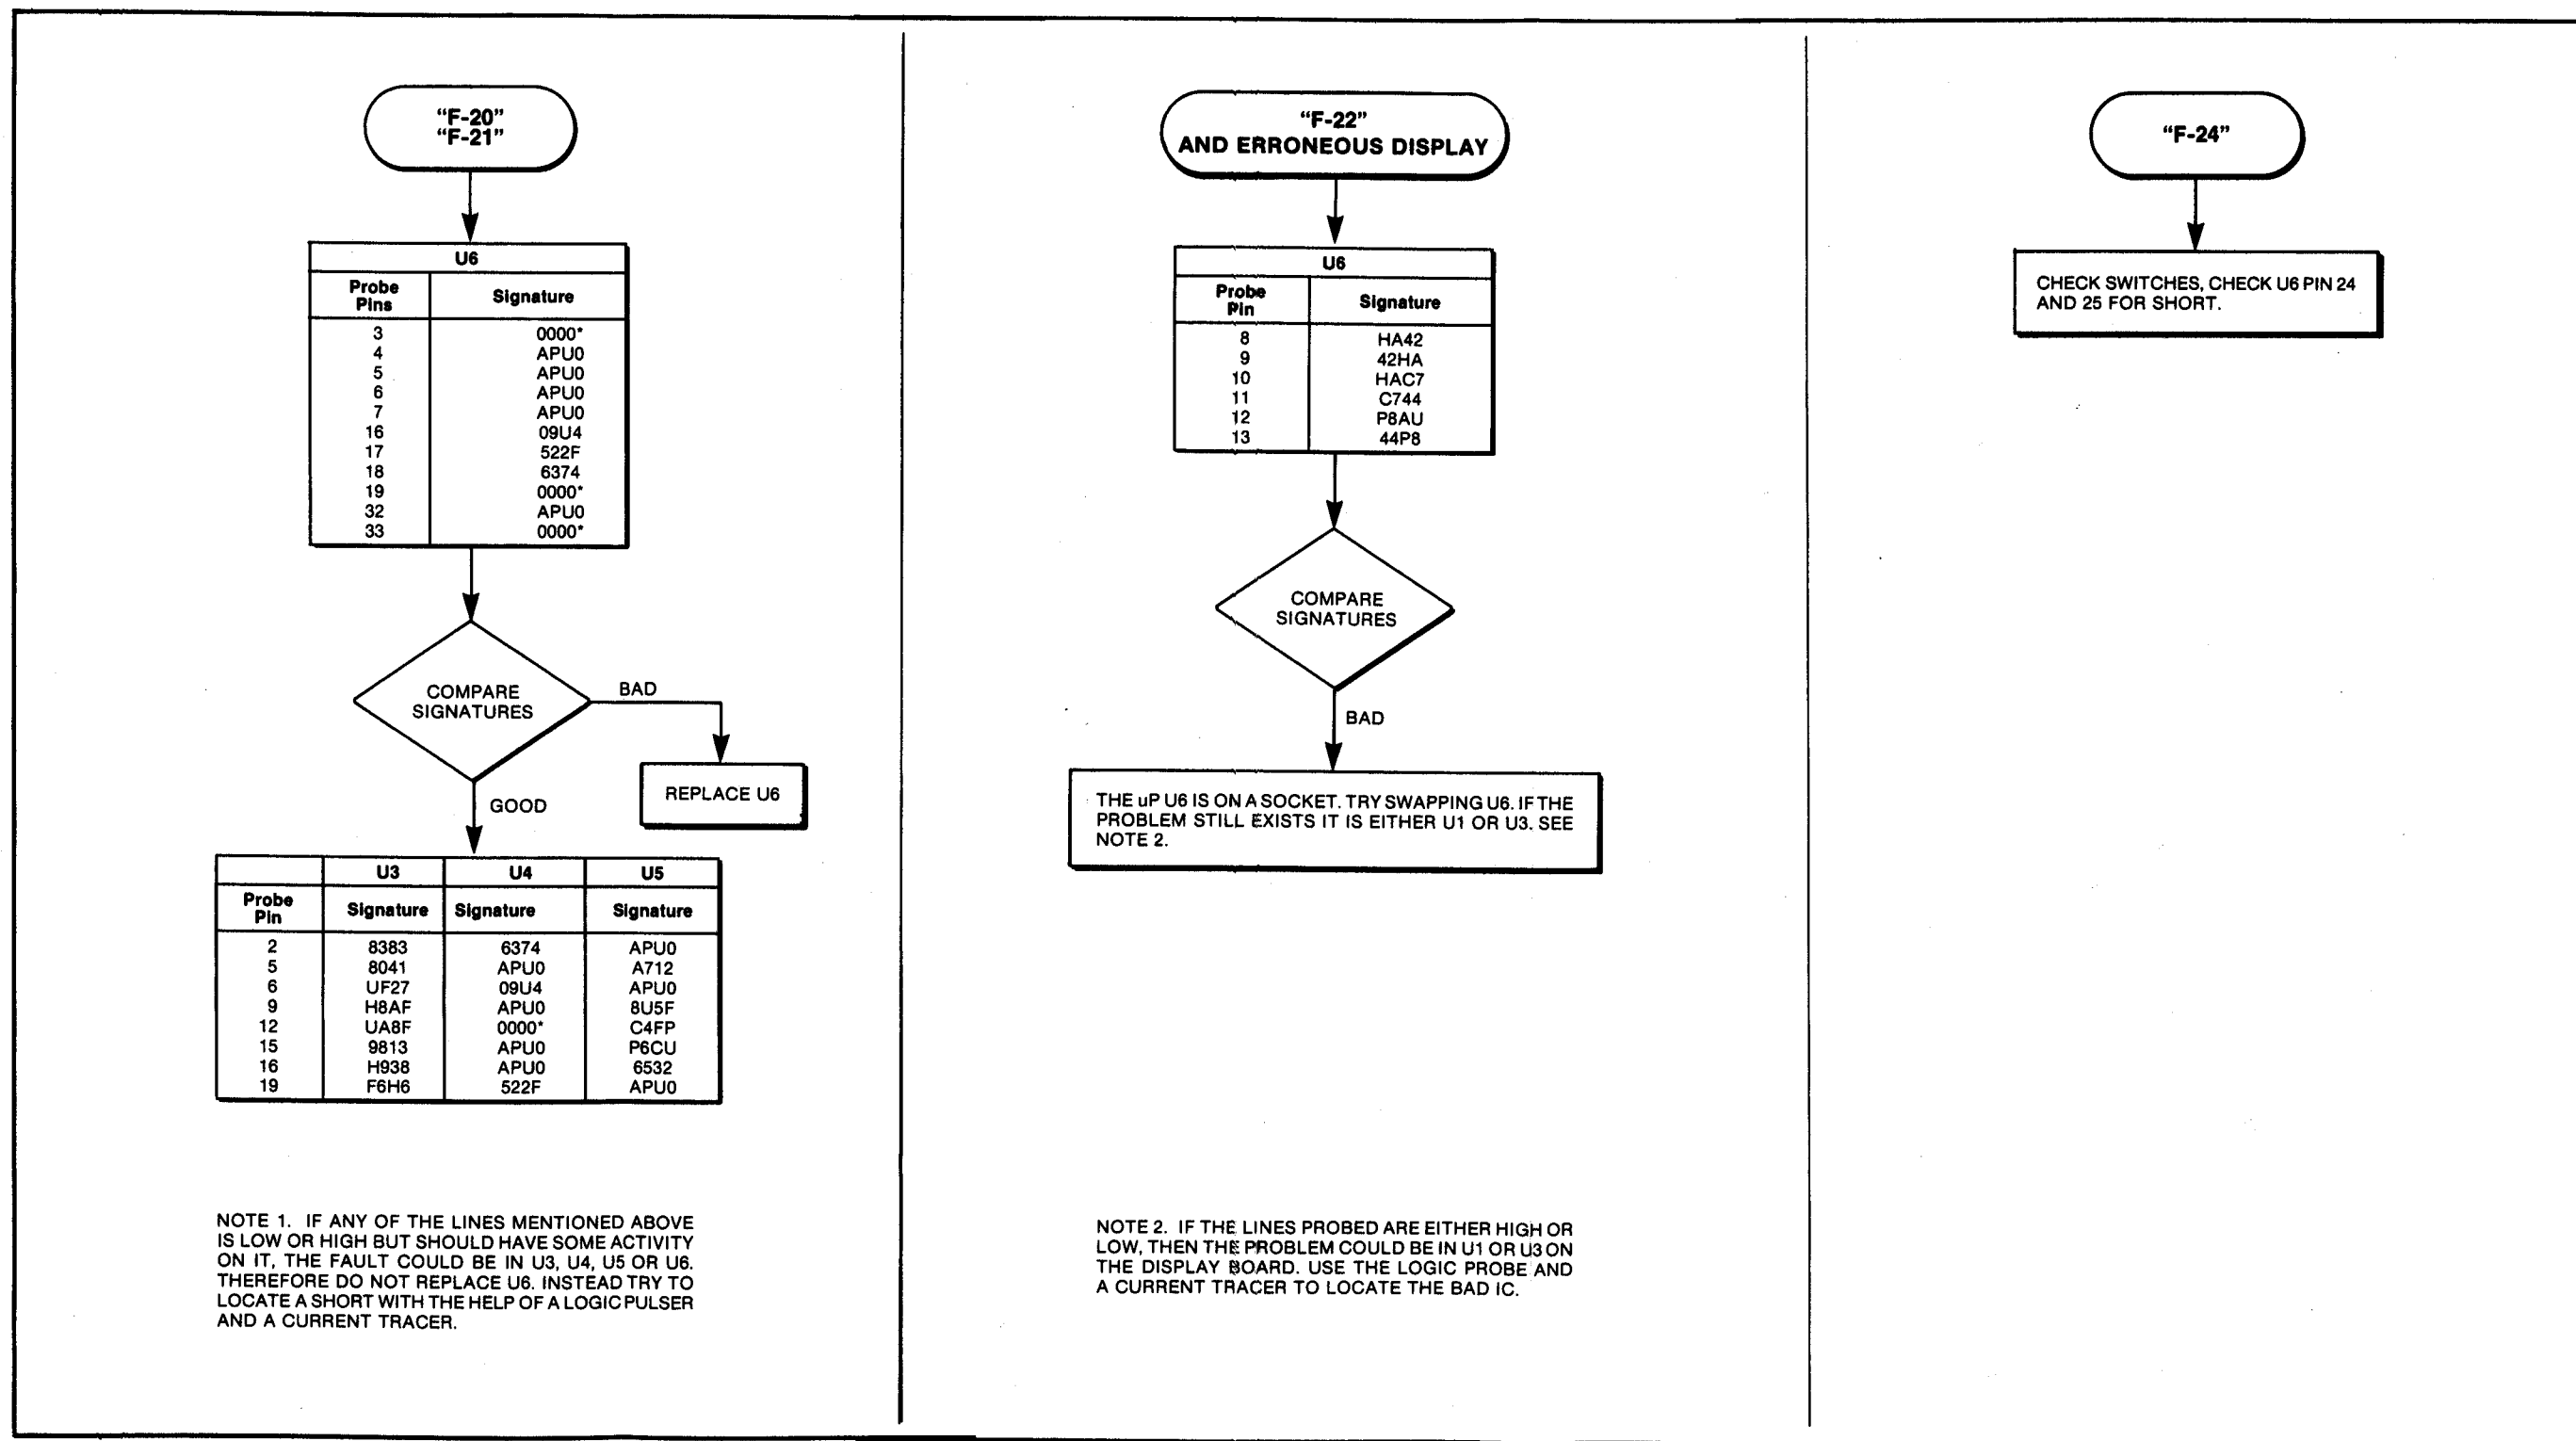 “F-20”
“F-21”
U6
Probe Pins Signature
3 0000*
4 APU0
5 APU0
6 APU0
7 APU0
16 09U4
17 522F
18 6374
19 0000*
32 APU0
33 0000*
COMPARE
SIGNATURES
BAD
REPLACE U6
GOOD
U3 U4 U5
Probe Pin Signature Signature Signature
2 8383 6374 APU0
5 8041 APU0 A712
6 UF27 09U4 APU0
9 H8AF APU0 8U5F
12 UA8F 0000* C4FP
15 9813 APU0 P6CU
16 H938 APU0 6532
19 F6H6 522F APU0
NOTE 1. IF ANY OF THE LINES MENTIONED ABOVE
IS LOW OR HIGH BUT SHOULD HAVE SOME ACTIVITY
ON IT, THE FAULT COULD BE IN U3, U4, U5 OR U6.
THEREFORE DO NOT REPLACE U6. INSTEAD TRY TO
LOCATE A SHORT WITH THE HELP OF A LOGIC PULSER
AND A CURRENT TRACER.
“F-22”
AND ERRONEOUS DISPLAY
U6
Probe Pin Signature
8 HA42
9 42HA
10 HAC7
11 C744
12 P8AU
13 44P8
COMPARE
SIGNATURES
BAD
THE uP U6 IS ON A SOCKET. TRY SWAPPING U6. IF THE
PROBLEM STILL EXISTS IT IS EITHER U1 OR U3. SEE
NOTE 2.
NOTE 2. IF THE LINES PROBED ARE EITHER HIGH OR
LOW, THEN THE PROBLEM COULD BE IN U1 OR U3 ON
THE DISPLAY BOARD. USE THE LOGIC PROBE AND
A CURRENT TRACER TO LOCATE THE BAD IC.
“F-24”
CHECK SWITCHES, CHECK U6 PIN 24
AND 25 FOR SHORT.